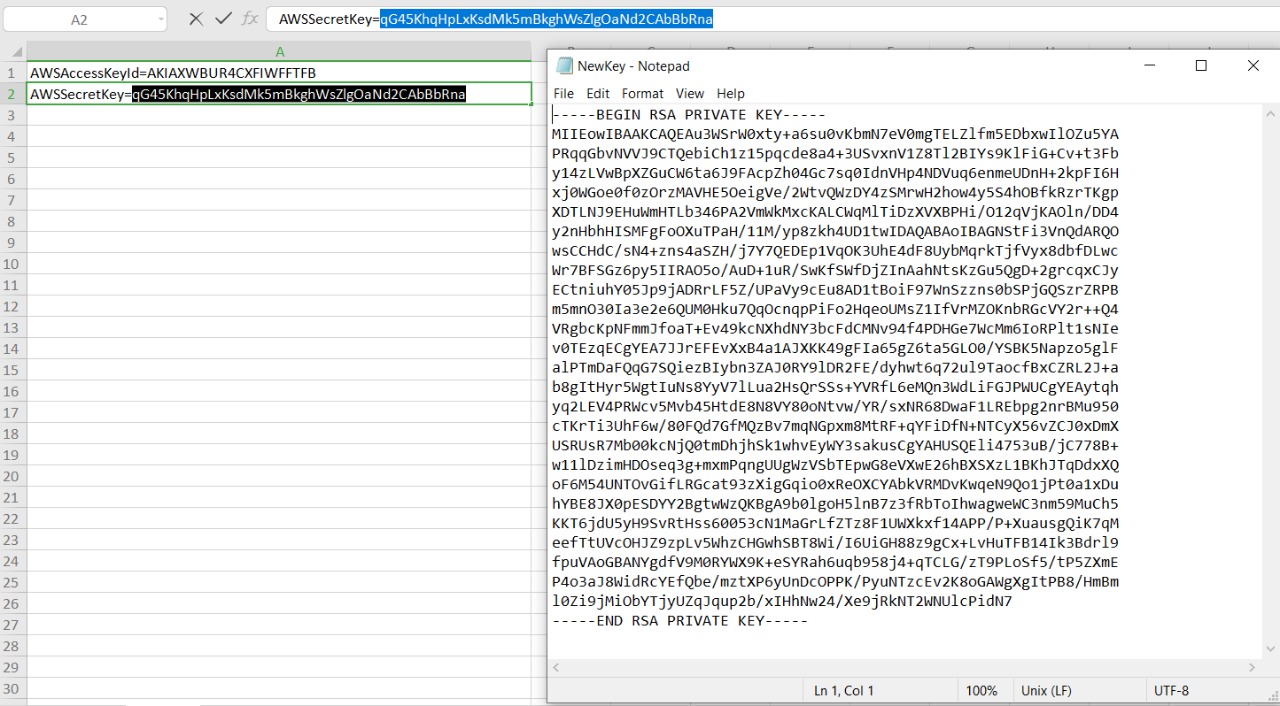 A2
fx
AWSSecretKey=qG45KhqHpLxKsdMk5mBkghWsZlgOaNd2CAbBbRna
A
1 AWSAccessKeyId=AKIAXWBUR4CXFIWFFTFB
2 AWSSecretKey=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
3
4
5
6
7
8
9
10
11
12
13
14
15
16
17
18
19
20
21
22
23
24
25
26
27
28
29
30
NewKey - Notepad
File Edit Format View Help
-----BEGIN RSA PRIVATE KEY-----
MIIEowIBAAKCAQEAu3WSrW0xty+a6su0vKbmN7eV0mgTELZlfm5EDbxwIlOZu5YA
PRqqGbvNVVJ9CTQebiCh1z15pqcde8a4+3USvxnV1Z8Tl2BIYs9KlFiG+Cv+t3Fb
y14zLVwBpXZGuCW6ta6J9FAcpZh04Gc7sq0IdnVHp4NDVuq6enmeUDnH+2kpFI6H
xj0WGoe0f0zOrzMAVHE5OeigVe/2WtvQWzDY4zSMrwH2how4y5S4hOBfkRzrTKgp
XDTLNJ9EHuWmHTLb346PA2VmWkMxcKALCWqMlTiDzXVXBPHi/O12qVjKAOln/DD4
y2nHbhHISMFgFoOXuTPaH/11M/yp8zkh4UD1twIDAQABAoIBAGNStFi3VnQdARQO
wsCCHdC/sN4+zns4aSZH/j7Y7QEDEp1VqOK3UhE4dF8UybMqrkTjfVyx8dbfDLwc
Wr7BFSGz6py5IIRAO5o/AuD+1uR/SwKfSWfDjZInAahNtsKzGu5QgD+2grcqxCJy
ECtniuhY05Jp9jADRrLF5Z/UPaVy9cEu8AD1tBoiF97WnSzzns0bSPjGQSzrZRPB
m5mnO30Ia3e2e6QUM0Hku7QqOcnqpPiFo2HqeoUMsZ1IfVrMZOKnbRGcVY2r++Q4
VRgbcKpNFmmJfoaT+Ev49kcNXhdNY3bcFdCMNv94f4PDHGe7WcMm6IoRPlt1sNIe
v0TEzqECgYEA7JJrEFEvXxB4a1AJXKK49gFIa65gZ6ta5GLO0/YSBK5Napzo5glF
alPTmDaFQqG7SQiezBIybn3ZAJ0RY9lDR2FE/dyhwt6q72ul9TaocfBxCZRL2J+a
b8gItHyr5WgtIuNs8YyV7lLua2HsQrSSs+YVRfL6eMQn3WdLiFGJPWUCgYEAytqh
yq2LEV4PRWcv5Mvb45HtdE8N8VY80oNtvw/YR/sxNR68DwaF1LREbpg2nrBMu950
cTKrTi3UhF6w/80FQd7GfMQzBv7mqNGpxm8MtRF+qYFiDfN+NTCyX56vZCJ0xDmX
USRUsR7Mb00kcNjQ0tmDhjhSk1whvEyWY3sakusCgYAHUSQEli4753uB/jC778B+
w11lDzimHDOseq3g+mxmPqngUUgWzVSbTEpwG8eVXwE26hBXSXzL1BKhJTqDdxXQ
oF6M54UNTOvGifLRGcat93zXigGqio0xReOXCYAbkVRMDvKwqeN9Qo1jPt0a1xDu
hYBE8JX0pESDYY2BgtwWzQKBgA9b0lgoH5lnB7z3fRbToIhwagweWC3nm59MuCh5
KKT6jdU5yH9SvRtHss60053cN1MaGrLfZTz8F1UWXkxf14APP/P+XuausgQiK7qM
eefTtUVcOHJZ9zpLv5WhzCHGwhSBT8Wi/I6UiGH88z9gCx+LvHuTFB14Ik3Bdrl9
fpuVAoGBANYgdfV9M0RYWX9K+eSYRah6uqb958j4+qTCLG/zT9PLoSf5/tP5ZXmE
P4o3aJ8WidRcYEfQbe/mztXP6yUnDcOPPK/PyuNTzcEv2K8oGAWgXgItPB8/HmBm
l0Zi9jMiObYTjyUZqJqup2b/xIHhNw24/Xe9jRkNT2WNUlcPidN7
-----END RSA PRIVATE KEY-----
Ln 1, Col 1 100% Unix (LF) UTF-8